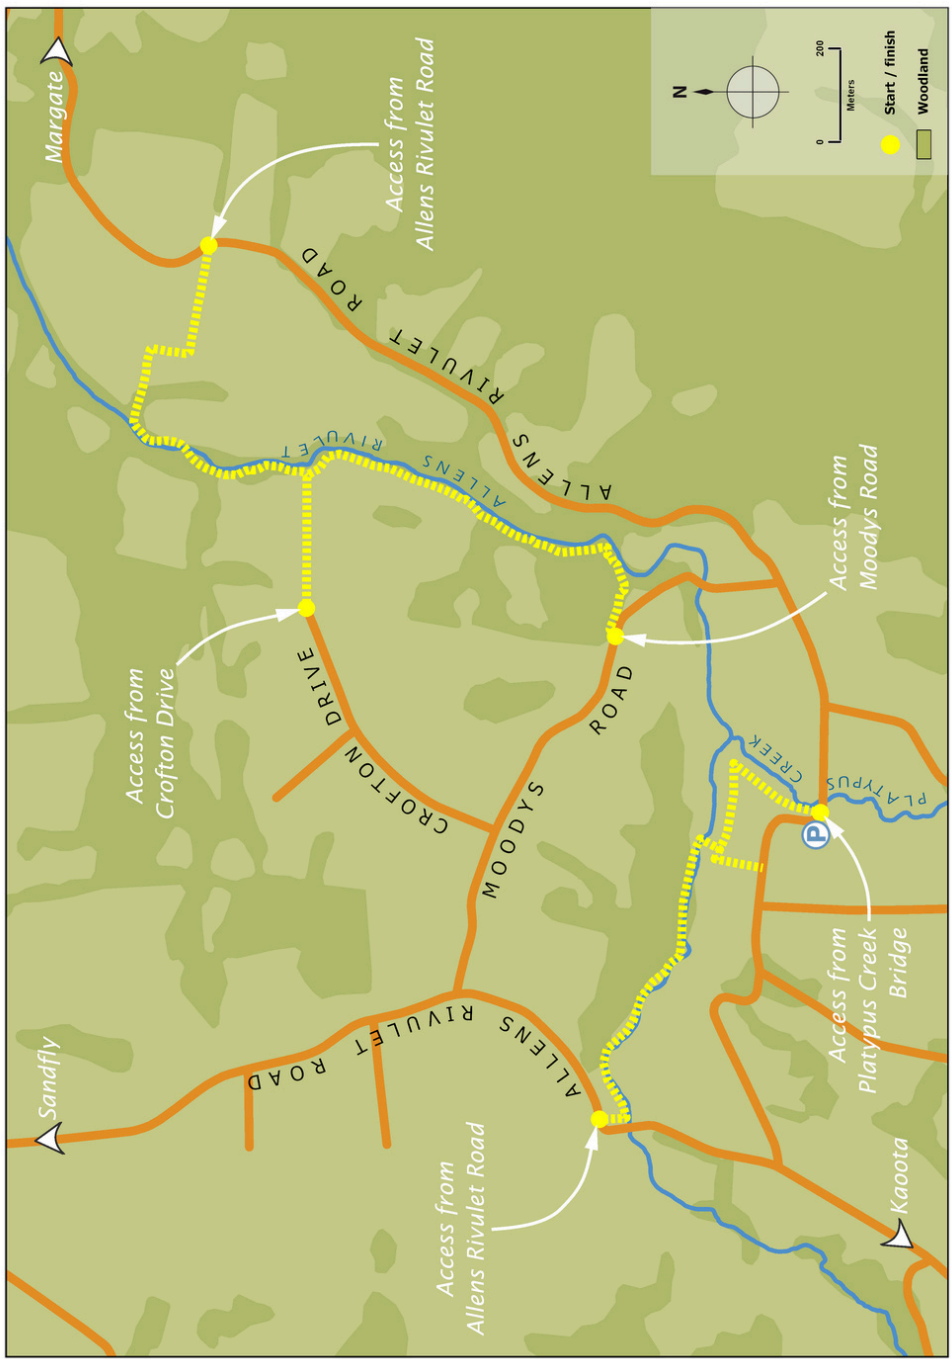 Margate
Access from
Allens Rivulet Road
N
0
200
Meters
Start / finish
Woodland
ALLENS RIVULET ROAD
ALLENS RIVULET
Access from
Crofton Drive
CROFTON DRIVE
Access from
Moodys Road
MOODYS ROAD
PLATYPUS CREEK
P
Access from
Platypus Creek
Bridge
Sandfly
ALLENS RIVULET ROAD
Access from
Allens Rivulet Road
Kaoota